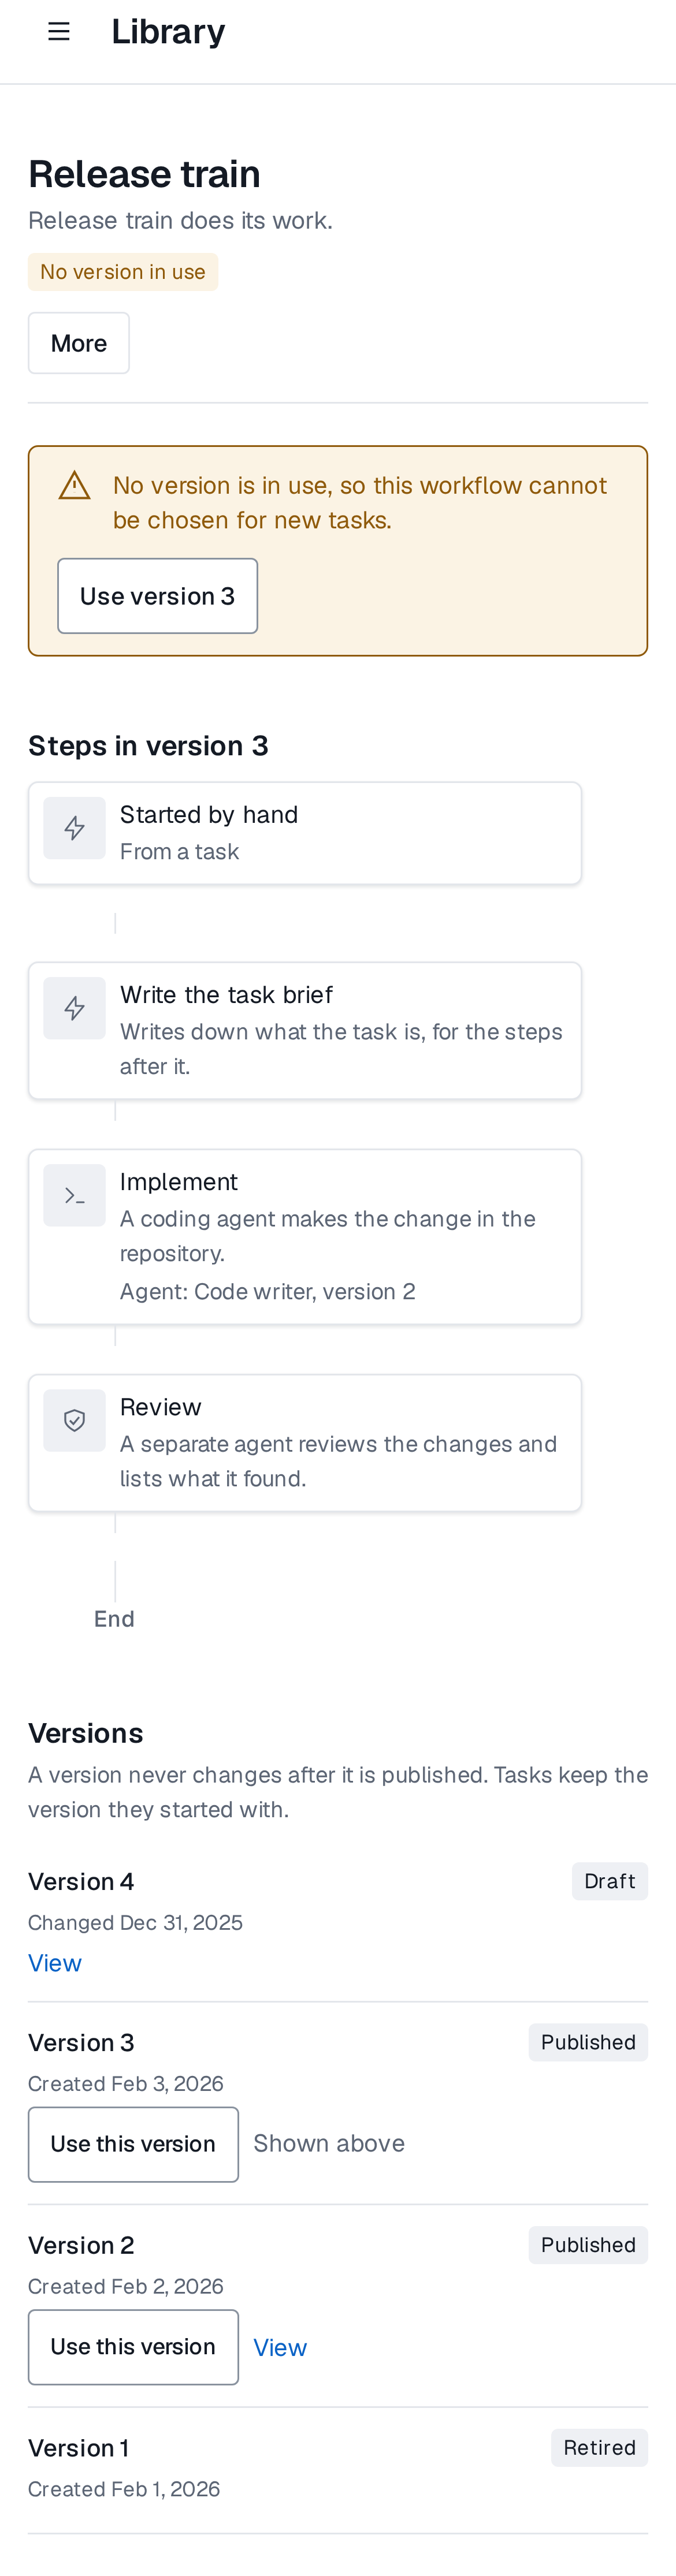 Library
Release train
Release train does its work.
No version in use
More
No version is in use, so this workflow cannot
be chosen for new tasks.
Use version 3
Steps in version 3
Started by hand
From a task
Write the task brief
Writes down what the task is, for the steps
after it.
Implement
A coding agent makes the change in the
repository.
Agent: Code writer, version 2
Review
A separate agent reviews the changes and
lists what it found.
End
Versions
A version never changes after it is published. Tasks keep the
version they started with.
Version 4
Draft
Changed Dec 31, 2025
View
Version 3
Published
Created Feb 3, 2026
Use this version
Shown above
Version 2
Published
Created Feb 2, 2026
Use this version
View
Version 1
Retired
Created Feb 1, 2026